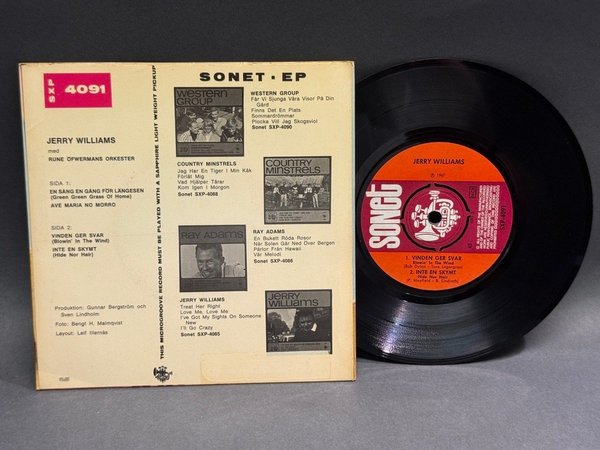 SXP 4091
SONET · EP
JERRY WILLIAMS
med
RUNE ÖFWERMANS ORKESTER
SIDA 1:
EN SÅNG EN GÅNG FÖR LÄNGESEN
(Green Green Grass Of Home)
AVE MARIA NO MORRO
SIDA 2:
VINDEN GER SVAR
(Blowin' In The Wind)
INTE EN SKYMT
(Hide Nor Hair)
Produktion: Gunnar Bergström och
Sven Lindholm
Foto: Bengt H. Malmqvist
Layout: Leif Illernäs
THIS MICROGROOVE RECORD MUST BE PLAYED WITH A SAPPHIRE LIGHT WEIGHT PICKUP
WESTERN
GROUP
WESTERN GROUP
Får Vi Sjunga Våra Visor På Din
Gård
Finns Det En Plats
Sommardrömmar
Plocka Vill Jag Skogsviol
Sonet SXP-4090
COUNTRY MINSTRELS
Jag Har En Tiger I Min Kåk
Förlåt Mig
Vad Hjälper Tårar
Kom Igen I Morgon
Sonet SXP-4088
COUNTRY
MINSTRELS
RAY ADAMS
RAY ADAMS
En Bukett Röda Rosor
När Solen Går Ned Över Bergen
Pärlor Från Hawaii
Vår Melodi
Sonet SXP-4086
JERRY WILLIAMS
Treat Her Right
Love Me, Love Me
I've Got My Sights On Someone
New
I'll Go Crazy
Sonet SXP-4065
Jerry
Williams
sonet
JERRY WILLIAMS
1. VINDEN GER SVAR
Blowin' In The Wind
(Bob Dylan - Tore Lagergren)
2. INTE EN SKYMT
Hide Nor Hair
(P. Mayfield - B. Lindroth)